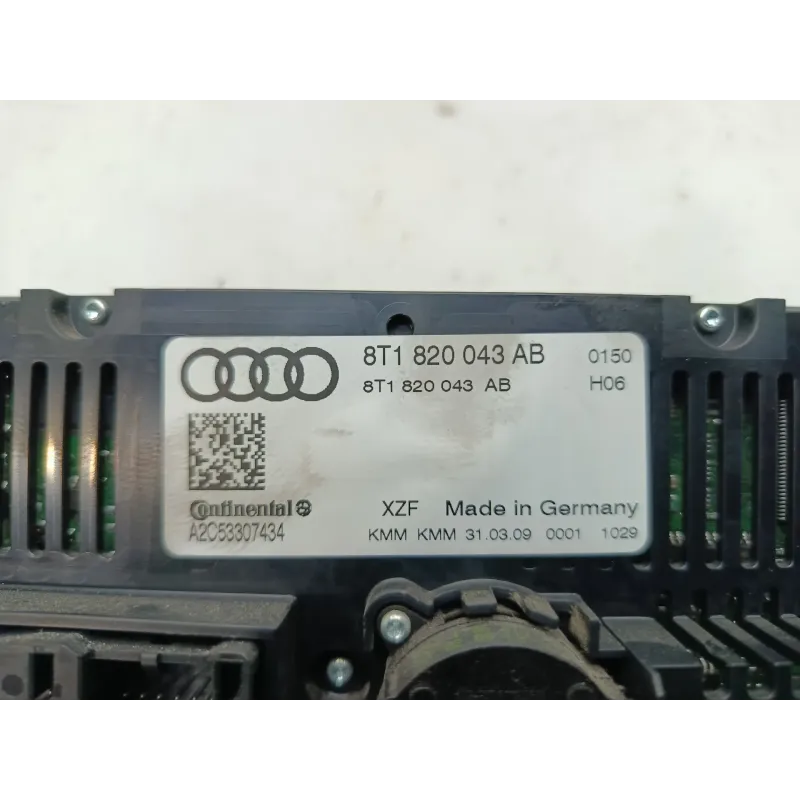 8T1 820 043 AB 0150
8T1 820 043 AB H06
Continental
A2C53307434
XZF Made in Germany
KMM KMM 31.03.09 0001 1029